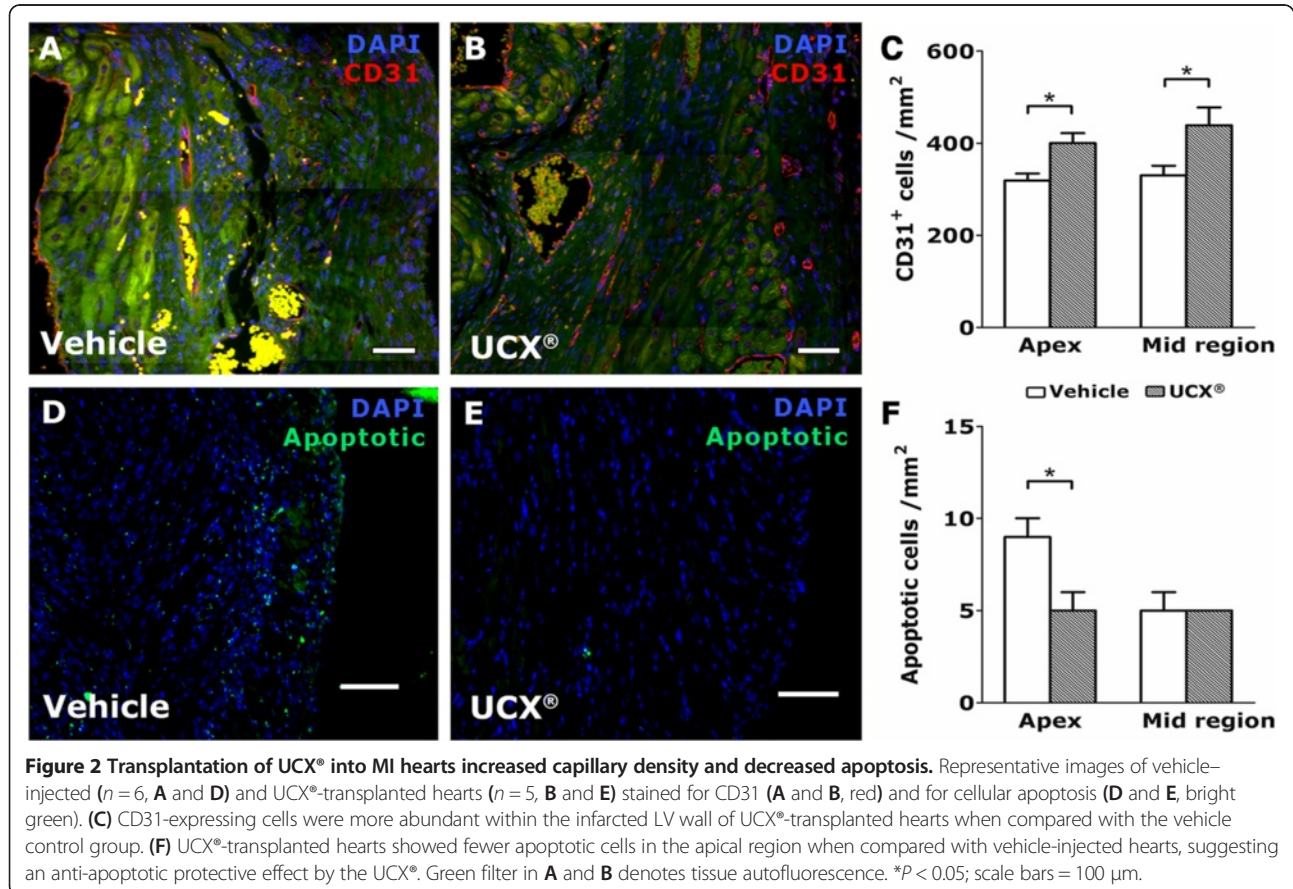 A
DAPI
CD31
Vehicle
B
DAPI
CD31
UCX®
C
CD31+ cells /mm2
600
400
200
0
*
*
Apex
Mid region
Vehicle
UCX®
D
DAPI
Apoptotic
Vehicle
E
DAPI
Apoptotic
UCX®
F
Apoptotic cells /mm2
15
10
5
0
*
Apex
Mid region
Figure 2 Transplantation of UCX® into MI hearts increased capillary density and decreased apoptosis. Representative images of vehicle–
injected (n = 6, A and D) and UCX®-transplanted hearts (n = 5, B and E) stained for CD31 (A and B, red) and for cellular apoptosis (D and E, bright
green). (C) CD31-expressing cells were more abundant within the infarcted LV wall of UCX®-transplanted hearts when compared with the vehicle
control group. (F) UCX®-transplanted hearts showed fewer apoptotic cells in the apical region when compared with vehicle-injected hearts, suggesting
an anti-apoptotic protective effect by the UCX®. Green filter in A and B denotes tissue autofluorescence. *P < 0.05; scale bars = 100 μm.